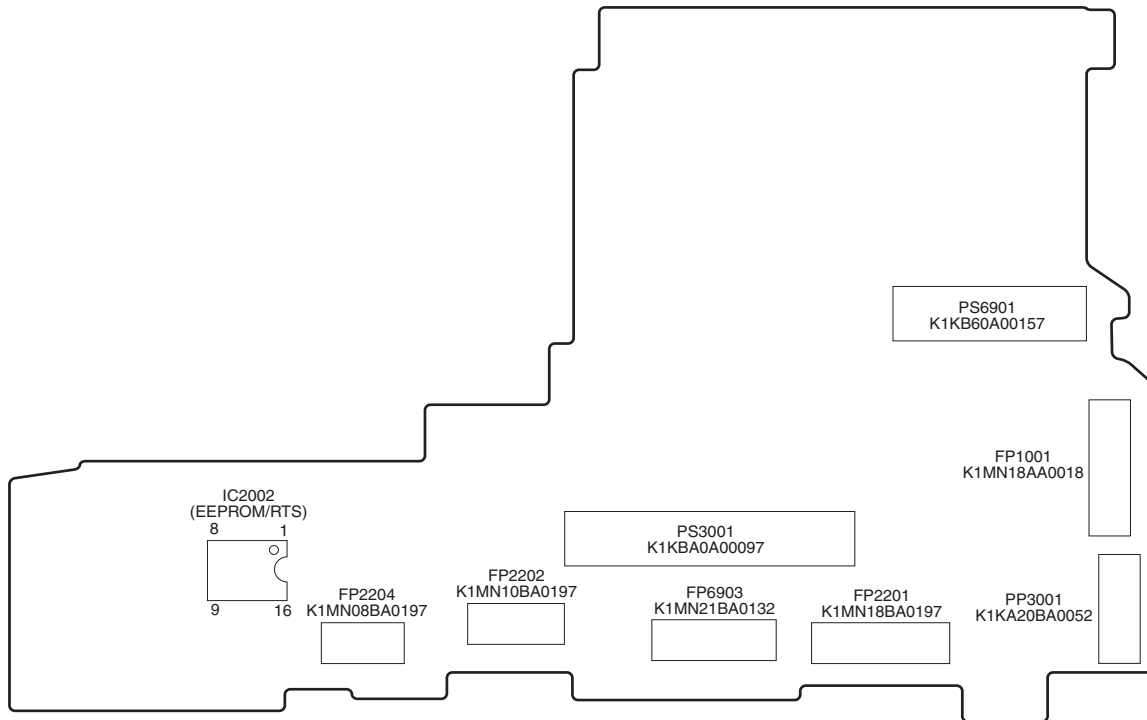 PS6901
K1KB60A00157
FP1001
K1MN18AA0018
IC2002
(EEPROM/RTS)
8 1
9 16
PS3001
K1KBA0A00097
FP2204
K1MN08BA0197
FP2202
K1MN10BA0197
FP6903
K1MN21BA0132
FP2201
K1MN18BA0197
PP3001
K1KA20BA0052